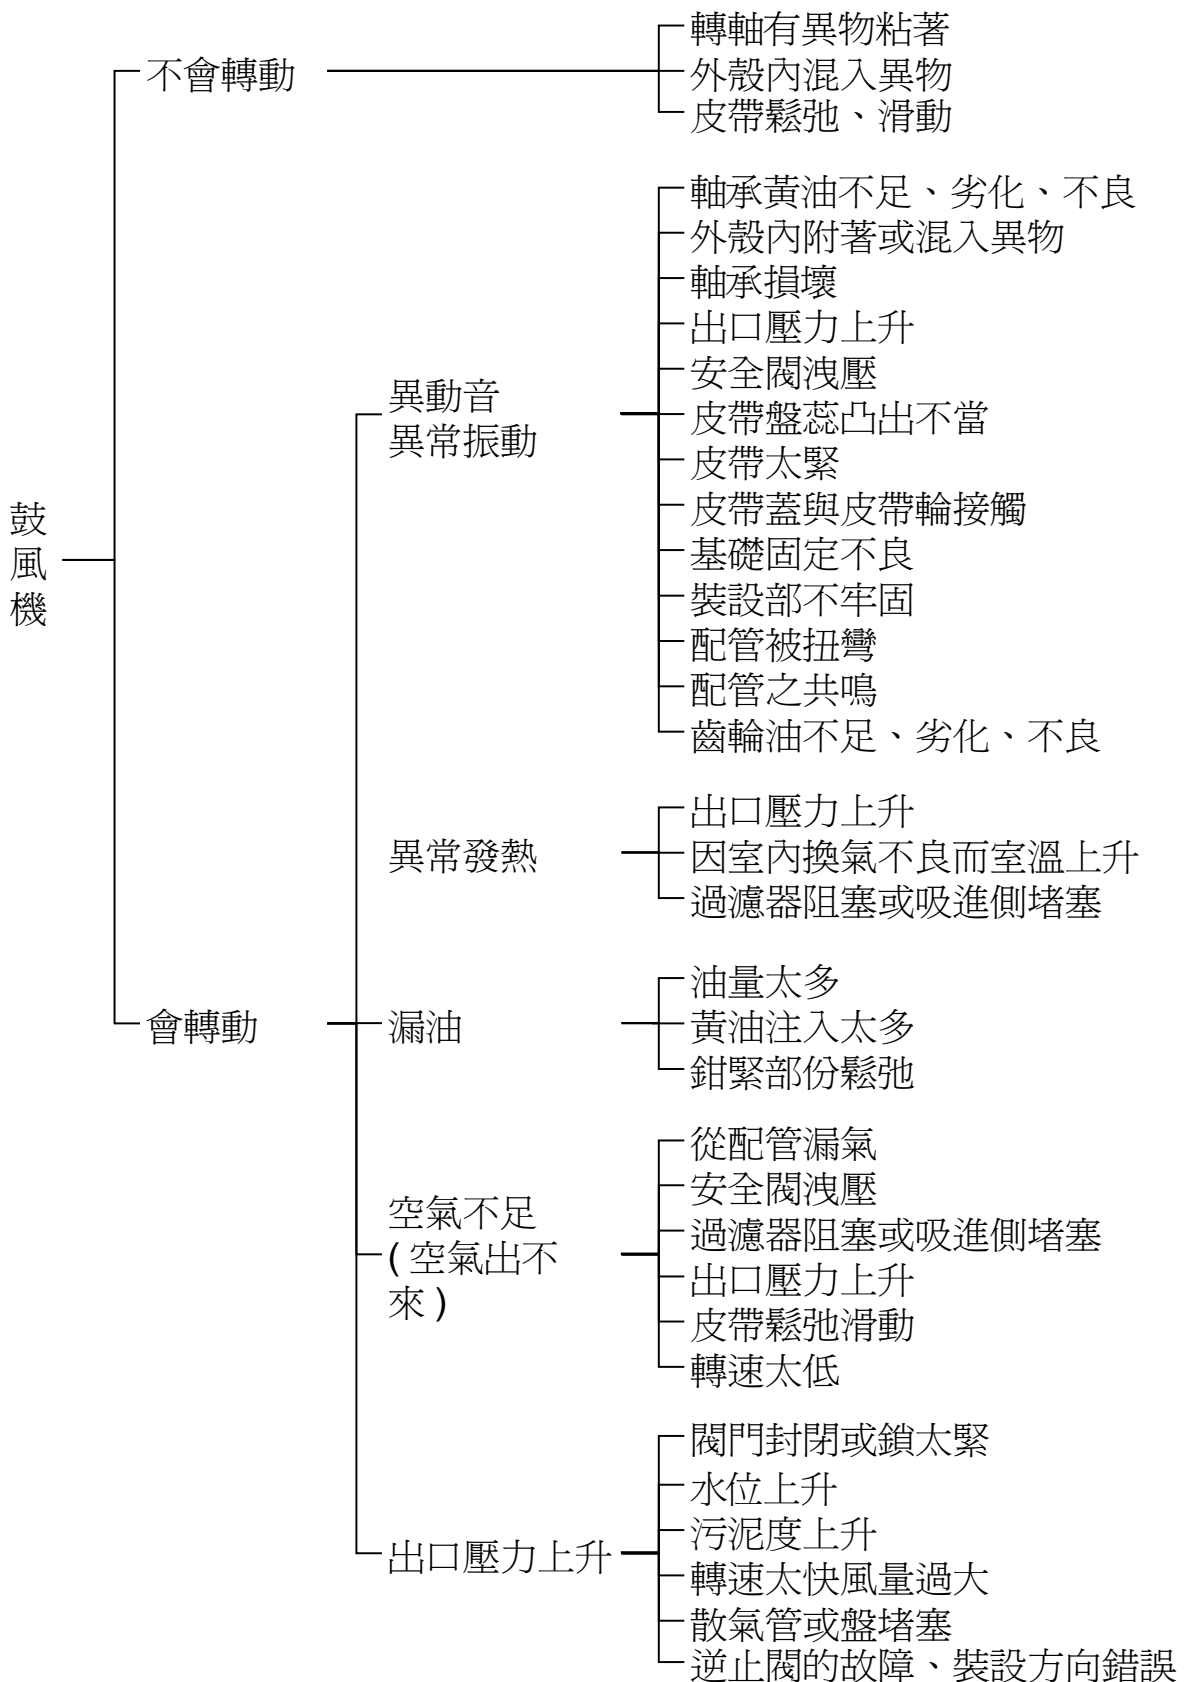 鼓
風
機
不會轉動
轉軸有異物粘著
外殼內混入異物
皮帶鬆弛、滑動
會轉動
異動音
異常振動
軸承黃油不足、劣化、不良
外殼內附著或混入異物
軸承損壞
出口壓力上升
安全閥洩壓
皮帶盤蕊凸出不當
皮帶太緊
皮帶蓋與皮帶輪接觸
基礎固定不良
裝設部不牢固
配管被扭彎
配管之共鳴
齒輪油不足、劣化、不良
異常發熱
出口壓力上升
因室內換氣不良而室溫上升
過濾器阻塞或吸進側堵塞
漏油
油量太多
黃油注入太多
鉗緊部份鬆弛
空氣不足
(空氣出不
來)
從配管漏氣
安全閥洩壓
過濾器阻塞或吸進側堵塞
出口壓力上升
皮帶鬆弛滑動
轉速太低
出口壓力上升
閥門封閉或鎖太緊
水位上升
污泥度上升
轉速太快風量過大
散氣管或盤堵塞
逆止閥的故障、裝設方向錯誤